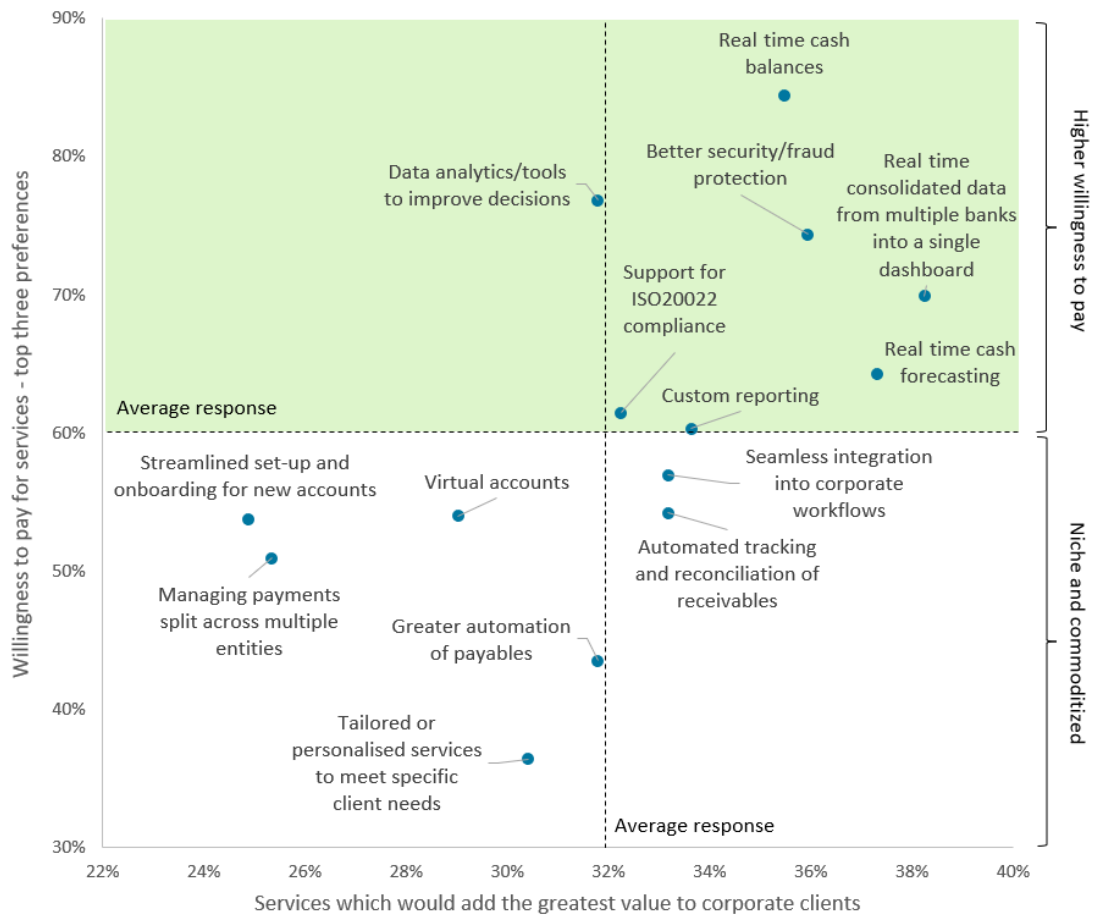 90%
80%
70%
60%
50%
40%
30%
Willingness to pay for services - top three preferences
Real time cash
balances
Data analytics/tools
to improve decisions
Better security/fraud
protection
Real time
consolidated data
from multiple banks
into a single
dashboard
Support for
ISO20022
compliance
Real time cash
forecasting
Custom reporting
Average response
Higher willingness to pay
Streamlined set-up and
onboarding for new accounts
Virtual accounts
Seamless integration
into corporate
workflows
Managing payments
split across multiple
entities
Automated tracking
and reconciliation of
receivables
Greater automation
of payables
Tailored or
personalised services
to meet specific
client needs
Average response
Niche and commoditized
22%
24%
26%
28%
30%
32%
34%
36%
38%
40%
Services which would add the greatest value to corporate clients